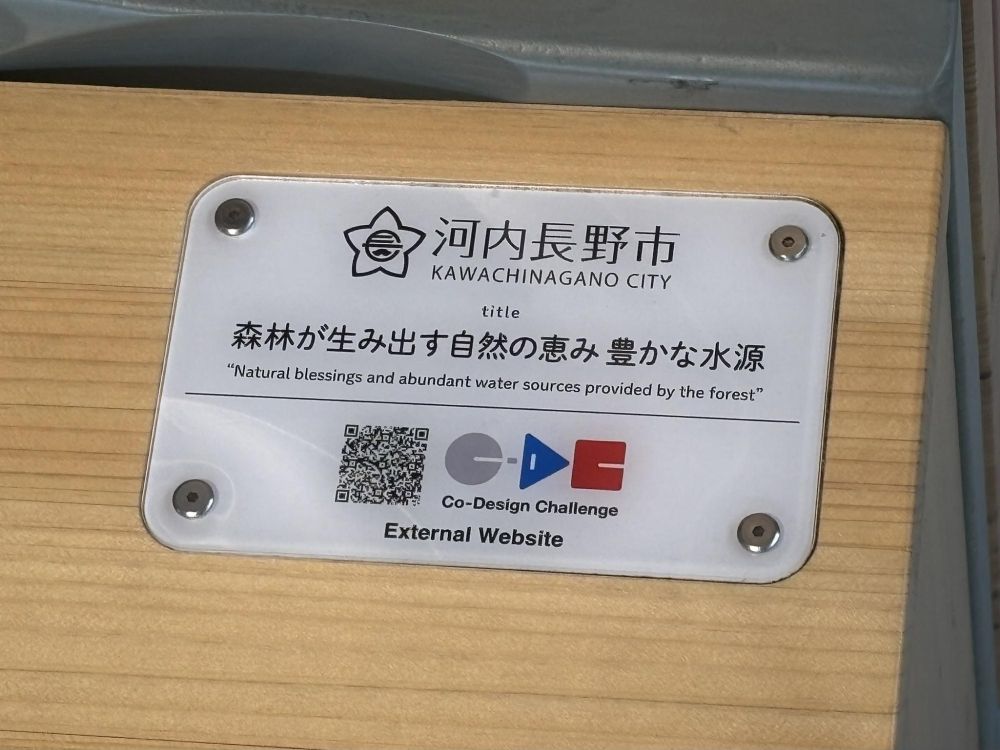 河内長野市
KAWACHINAGANO CITY
title
森林が生み出す自然の恵み 豊かな水源
“Natural blessings and abundant water sources provided by the forest”
Co-Design Challenge
External Website